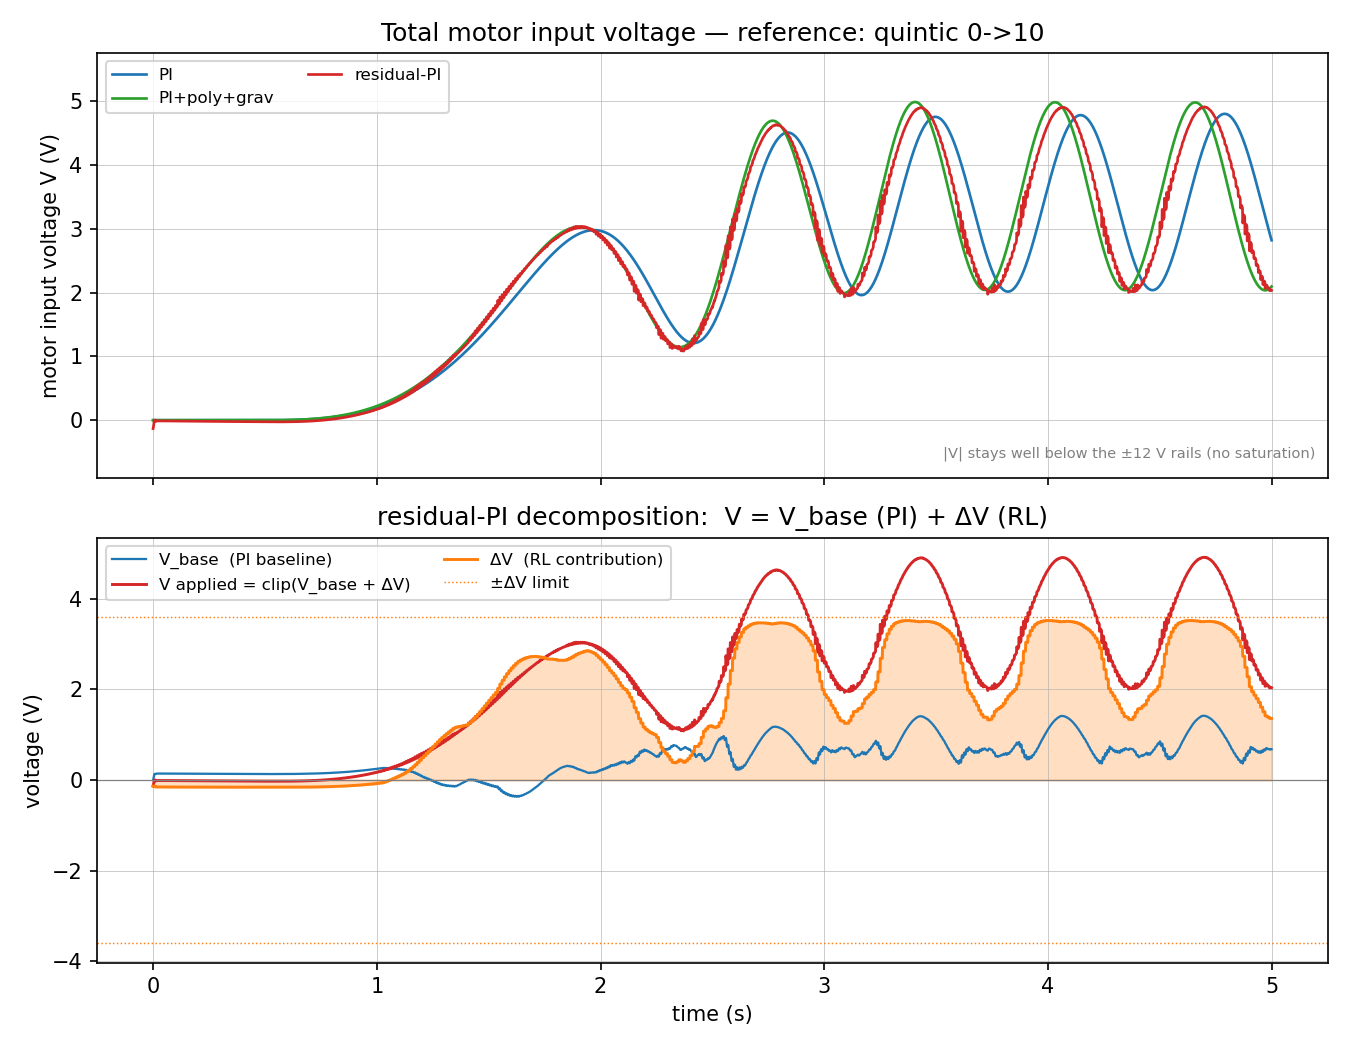 Total motor input voltage — reference: quintic 0->10
PI
PI+poly+grav
residual-PI
motor input voltage V (V)
5
4
3
2
1
0
|V| stays well below the ±12 V rails (no saturation)
residual-PI decomposition:  V = V_base (PI) + ΔV (RL)
V_base  (PI baseline)
V applied = clip(V_base + ΔV)
ΔV  (RL contribution)
±ΔV limit
voltage (V)
4
2
0
−2
−4
0 1 2 3 4 5
time (s)